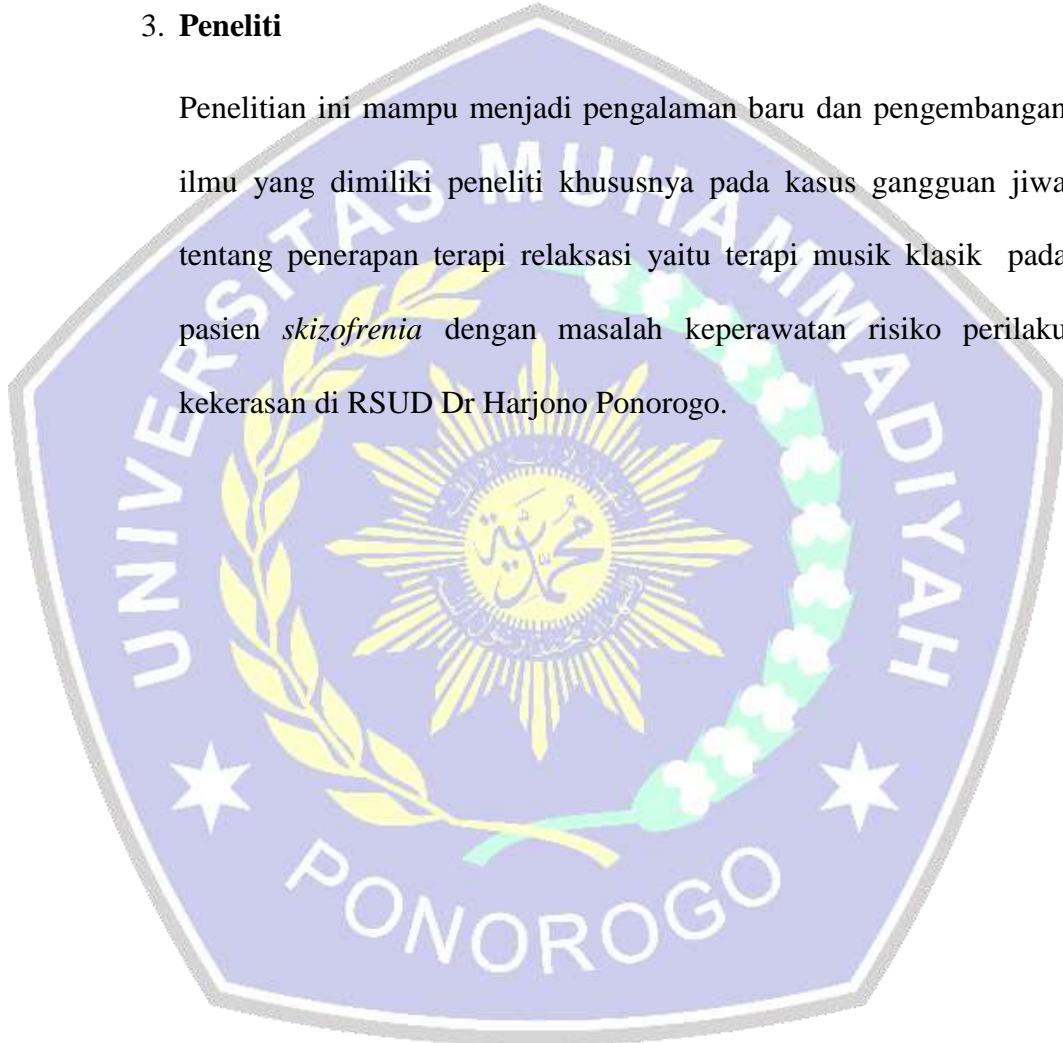 3. Peneliti
Penelitian ini mampu menjadi pengalaman baru dan pengembangan
ilmu yang dimiliki peneliti khususnya pada kasus gangguan jiwa
tentang penerapan terapi relaksasi yaitu terapi musik klasik pada
pasien skizofrenia dengan masalah keperawatan risiko perilaku
kekerasan di RSUD Dr Harjono Ponorogo.
UNIVERSITAS MUHAMMADIYAH
PONOROGO